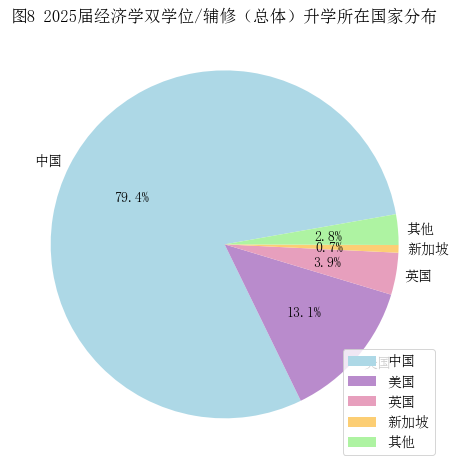 图8 2025届经济学双学位/辅修（总体）升学所在国家分布
中国
79.4%
其他
2.8%
新加坡
0.7%
英国
3.9%
13.1%
美国
中国
美国
英国
新加坡
其他